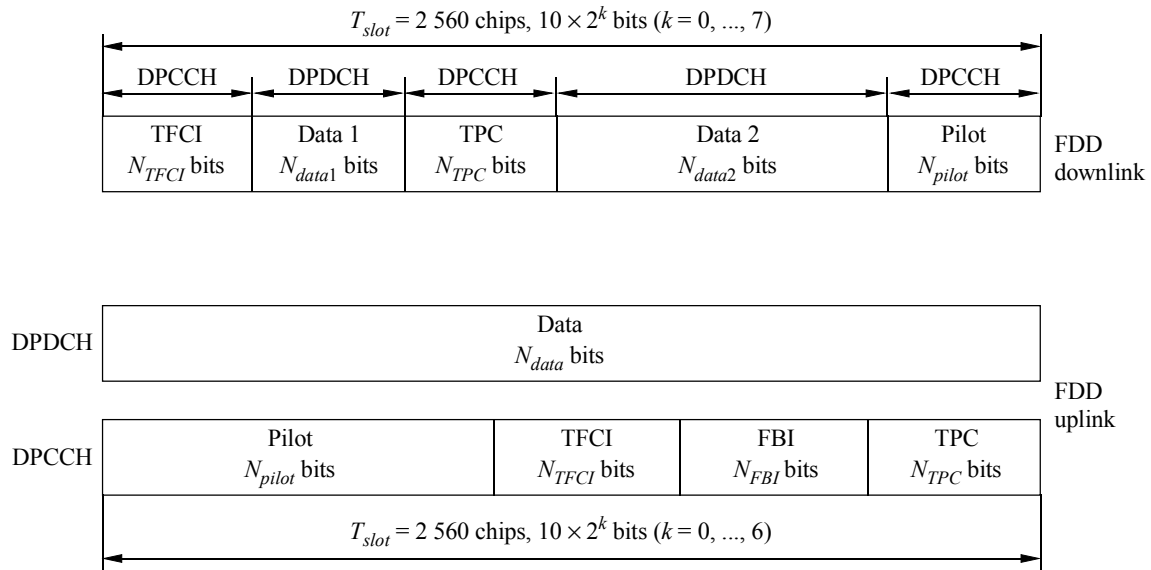 T_slot = 2 560 chips, 10 × 2^k bits (k = 0, ..., 7)
DPCCH DPDCH DPCCH DPDCH DPCCH
TFCI Data 1 TPC Data 2 Pilot
N_TFCI bits N_data1 bits N_TPC bits N_data2 bits N_pilot bits
FDD
downlink
DPDCH
Data
N_data bits
FDD
uplink
DPCCH
Pilot TFCI FBI TPC
N_pilot bits N_TFCI bits N_FBI bits N_TPC bits
T_slot = 2 560 chips, 10 × 2^k bits (k = 0, ..., 6)